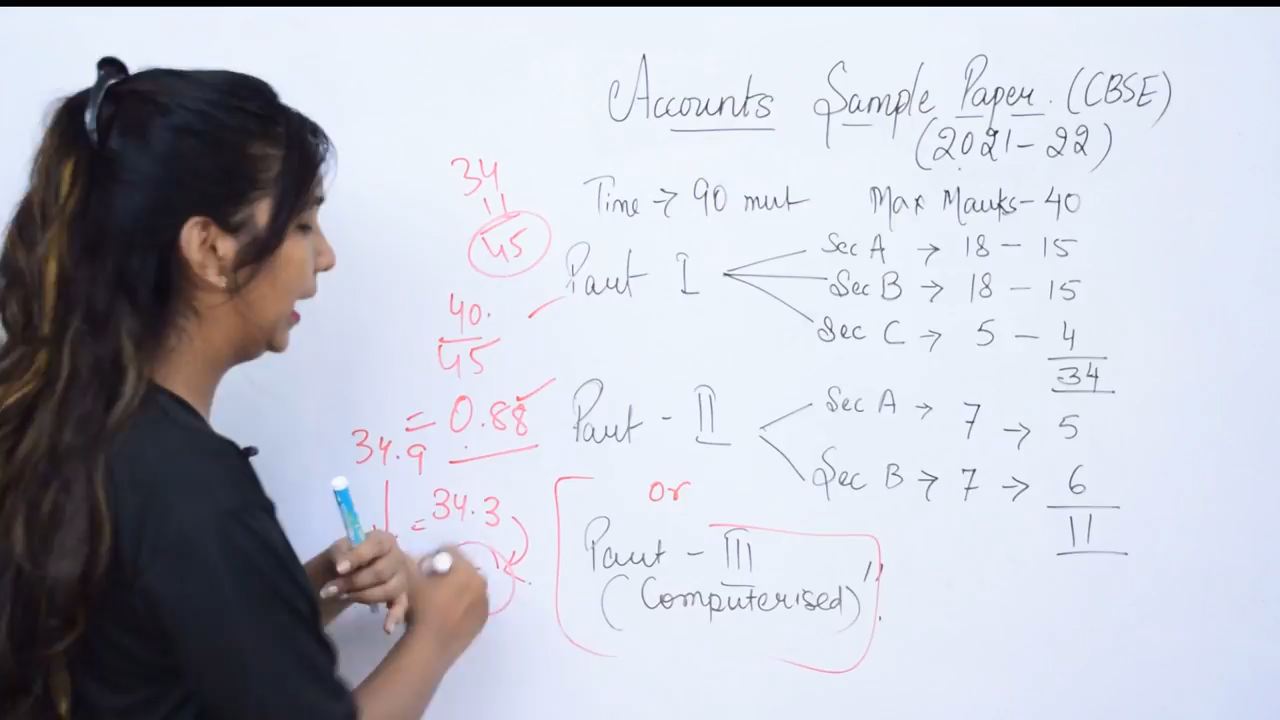 Accounts Sample Paper. (CBSE)
(2021-22)
Time → 90 mut Max Marks-40
Part I
Sec A → 18 - 15
Sec B → 18 - 15
Sec C → 5 - 4
34
Part - II
Sec A → 7 → 5
Sec B → 7 → 6
11
or
Part - III
(Computerised)
34
45
40.
45
= 0.88
34.9
= 34.3